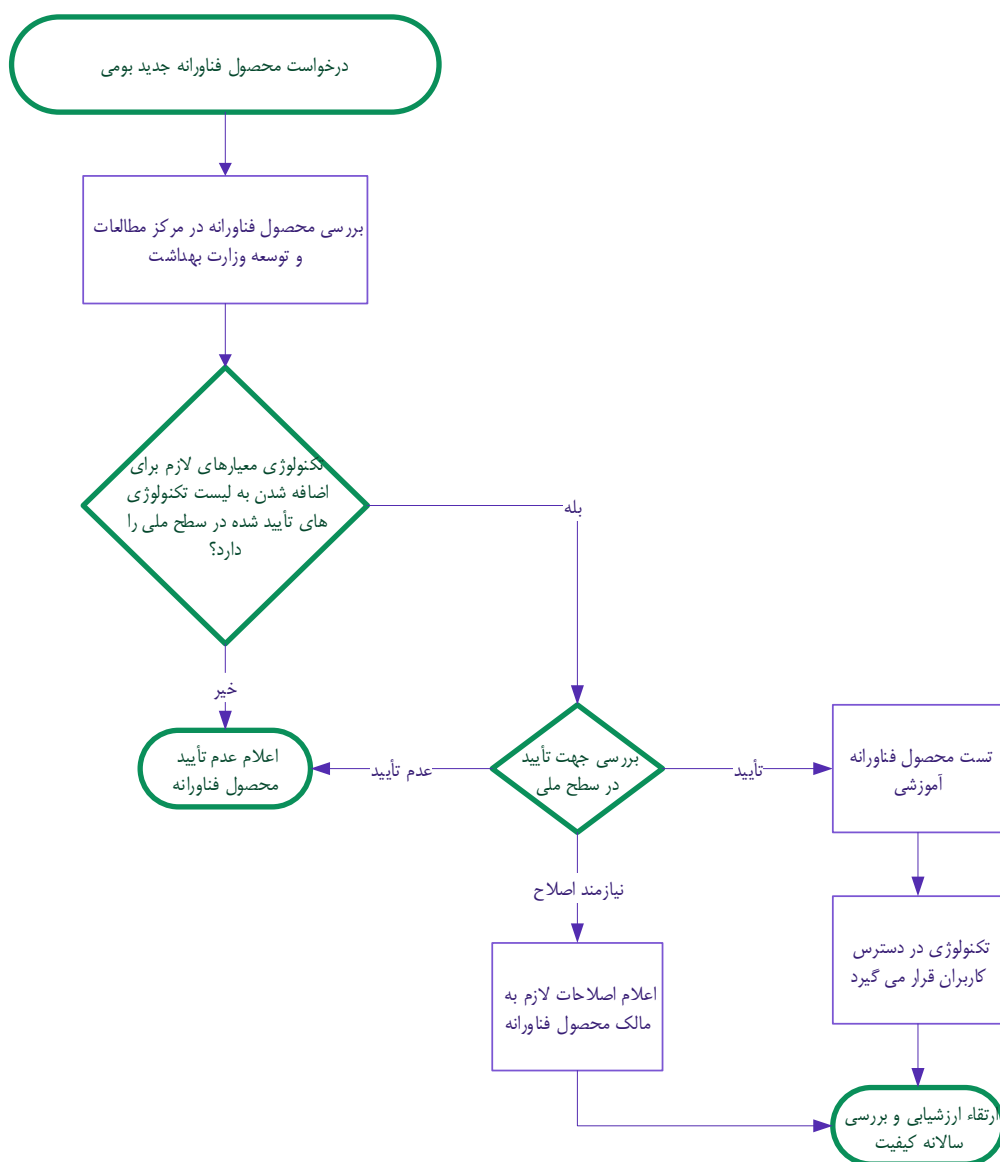 درخواست محصول فناورانه جدید بومی
بررسی محصول فناورانه در مرکز مطالعات
و توسعه وزارت بهداشت
تکنولوژی معیارهای لازم برای
اضافه شدن به لیست تکنولوژی
های تأیید شده در سطح ملی را
دارد؟
بله
خیر
اعلام عدم تأیید
محصول فناورانه
عدم تأیید
بررسی جهت تأیید
در سطح ملی
تأیید
تست محصول فناورانه
آموزشی
نیازمند اصلاح
اعلام اصلاحات لازم به
مالک محصول فناورانه
تکنولوژی در دسترس
کاربران قرار می گیرد
ارتقاء ارزشیابی و بررسی
سالانه کیفیت